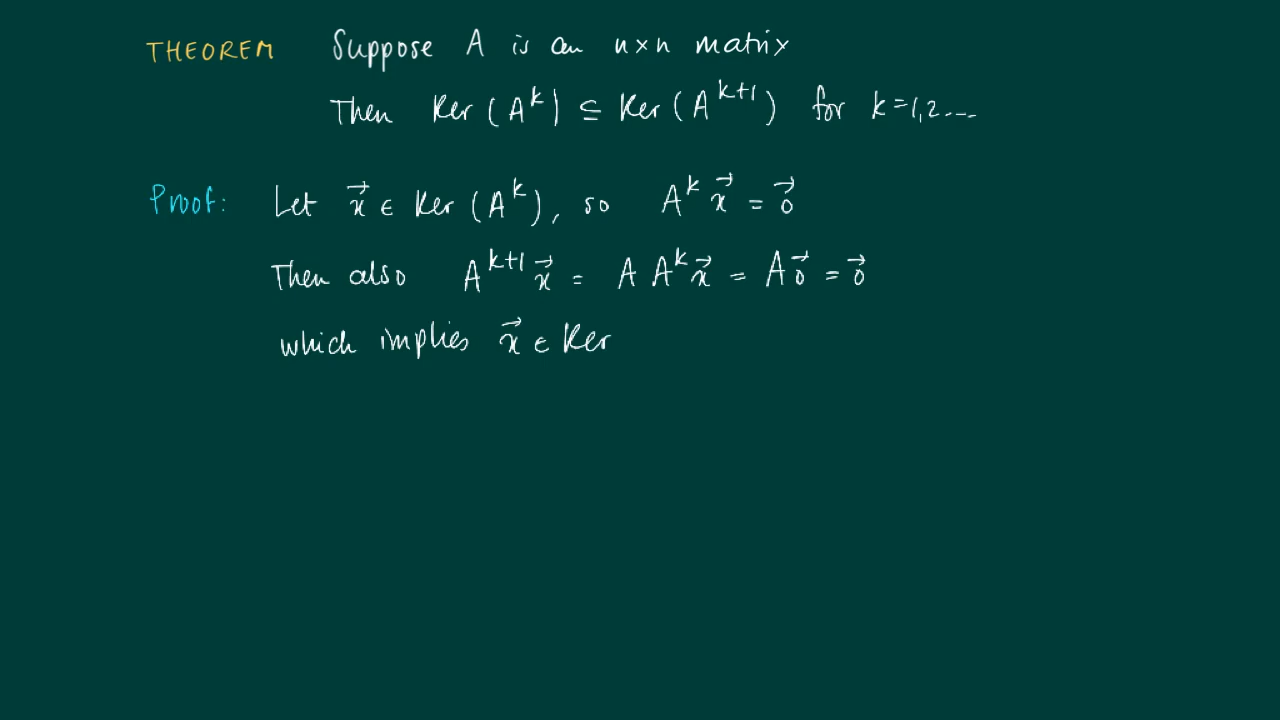 THEOREM Suppose A is an n×n matrix
Then Ker (A^k) ⊆ Ker (A^{k+1}) for k=1,2....
Proof: Let x⃗ ∈ Ker (A^k), so A^k x⃗ = 0⃗
Then also A^{k+1} x⃗ = A A^k x⃗ = A 0⃗ = 0⃗
which implies x⃗ ∈ Ker